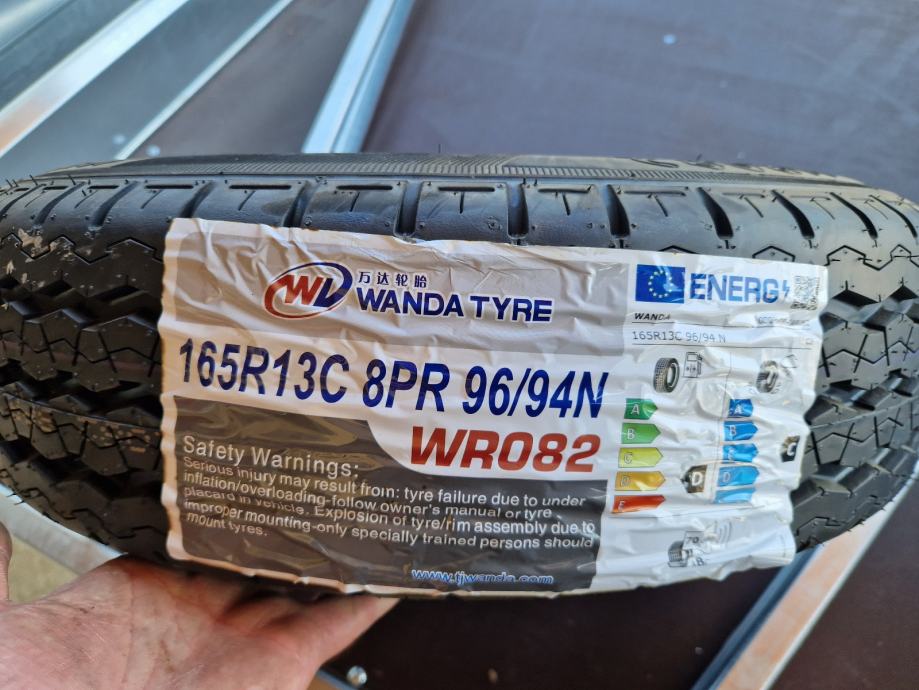 WD
万达轮胎
WANDA TYRE
165R13C 8PR 96/94N
WR082
Safety Warnings:
Serious injury may result from: tyre failure due to under
inflation/overloading-follow owner's manual or tyre
placard in vehicle. Explosion of tyre/rim assembly due to
improper mounting-only specially trained persons should
mount tyres.
www.tjwanda.com
ENERG
WANDA
165R13C 96/94 N
A
B
C
D
E
A
B
D
C